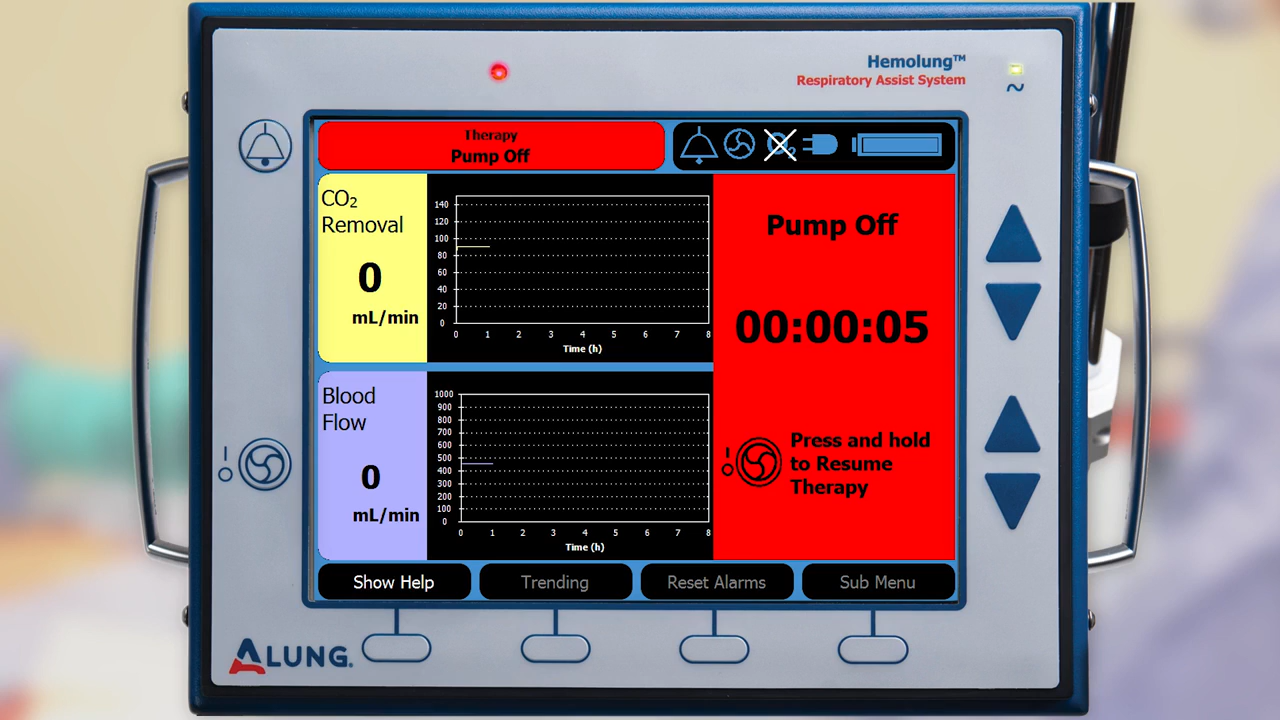 Hemolung™
Respiratory Assist System
Therapy
Pump Off
CO₂
Removal
0
mL/min
140
120
100
80
60
40
20
0
0 1 2 3 4 5 6 7 8
Time (h)
Pump Off
00:00:05
Press and hold
to Resume
Therapy
Blood
Flow
0
mL/min
1000
900
800
700
600
500
400
300
200
100
0
0 1 2 3 4 5 6 7 8
Time (h)
Show Help Trending Reset Alarms Sub Menu
ALUNG®